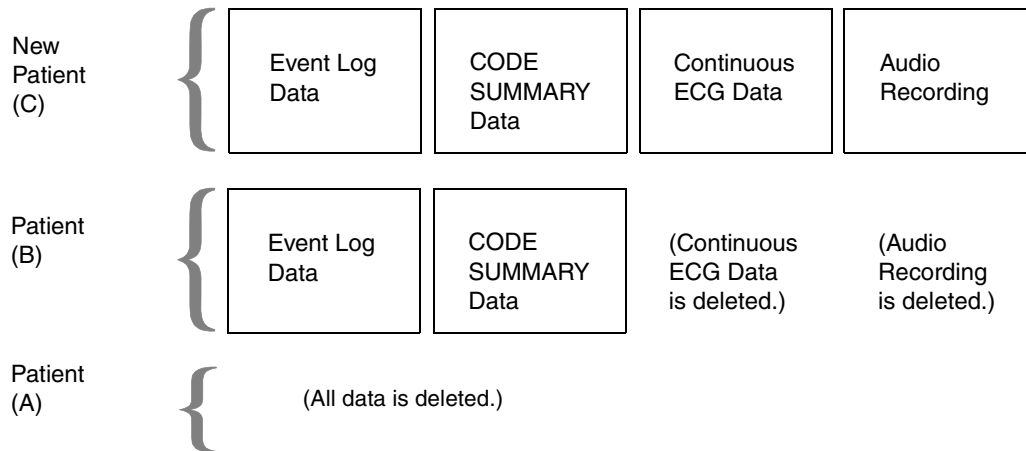 New
Patient
(C)
Event Log
Data
CODE
SUMMARY
Data
Continuous
ECG Data
Audio
Recording
Patient
(B)
Event Log
Data
CODE
SUMMARY
Data
(Continuous
ECG Data
is deleted.)
(Audio
Recording
is deleted.)
Patient
(A)
(All data is deleted.)